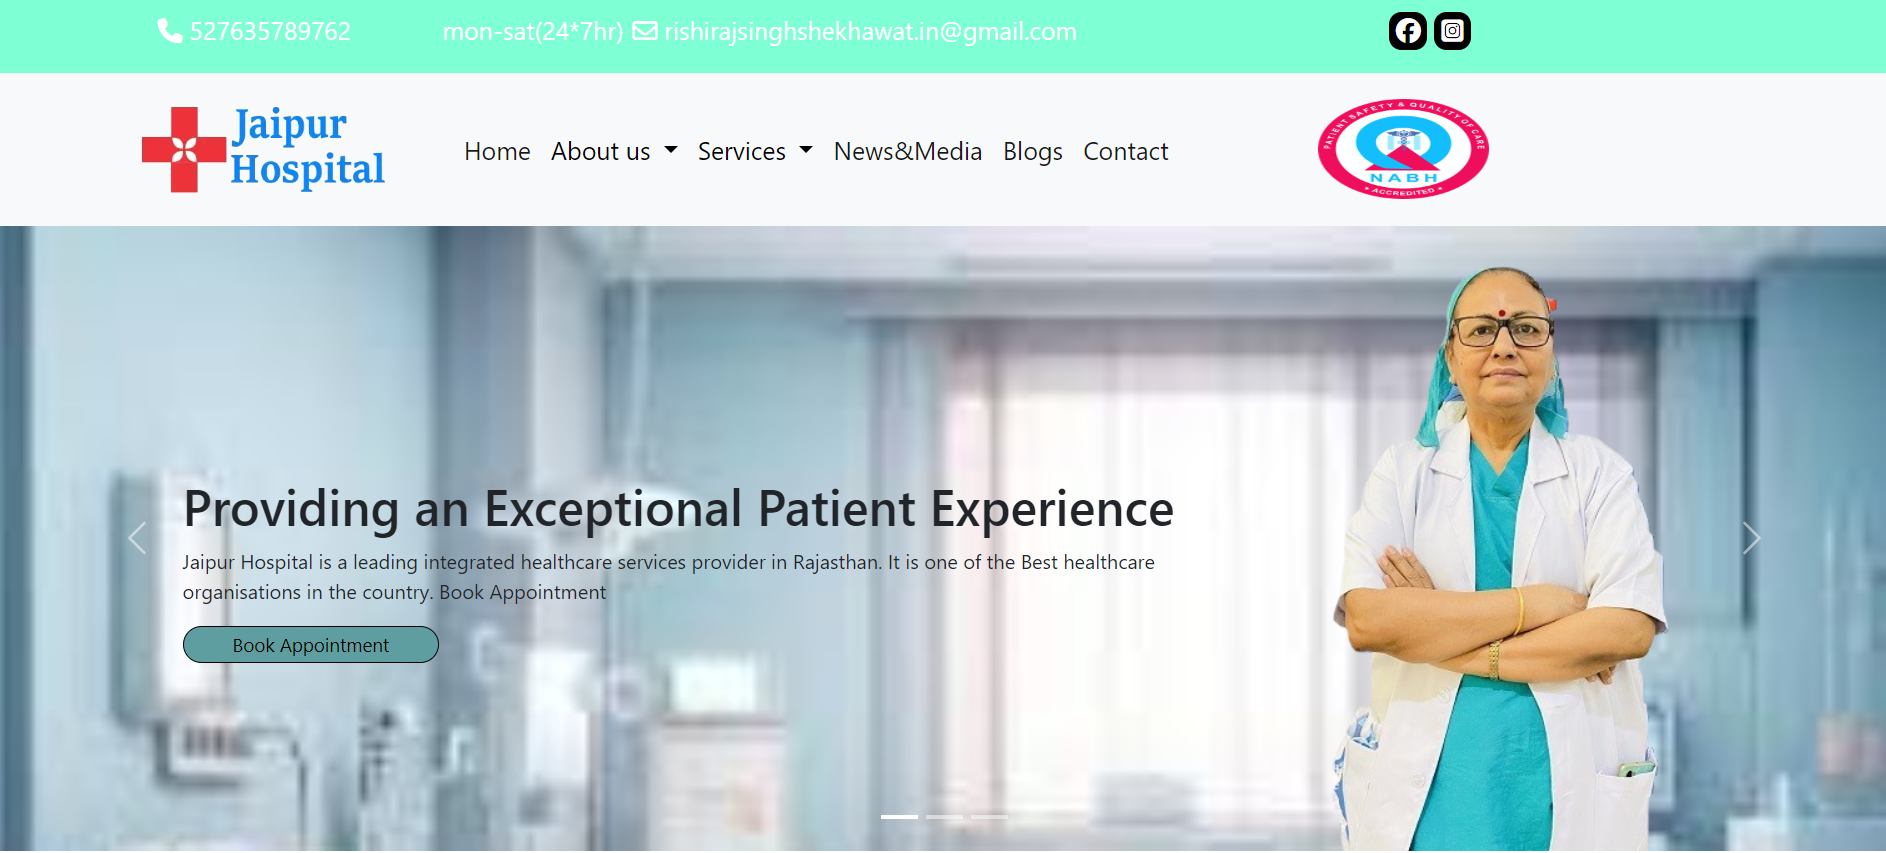 527635789762 mon-sat(24*7hr) rishirajsinghshekhawat.in@gmail.com
Jaipur
Hospital
Home About us Services News&Media Blogs Contact
PATIENT SAFETY & QUALITY OF CARE
NABH
• ACCREDITED •
Providing an Exceptional Patient Experience
Jaipur Hospital is a leading integrated healthcare services provider in Rajasthan. It is one of the Best healthcare
organisations in the country. Book Appointment
Book Appointment